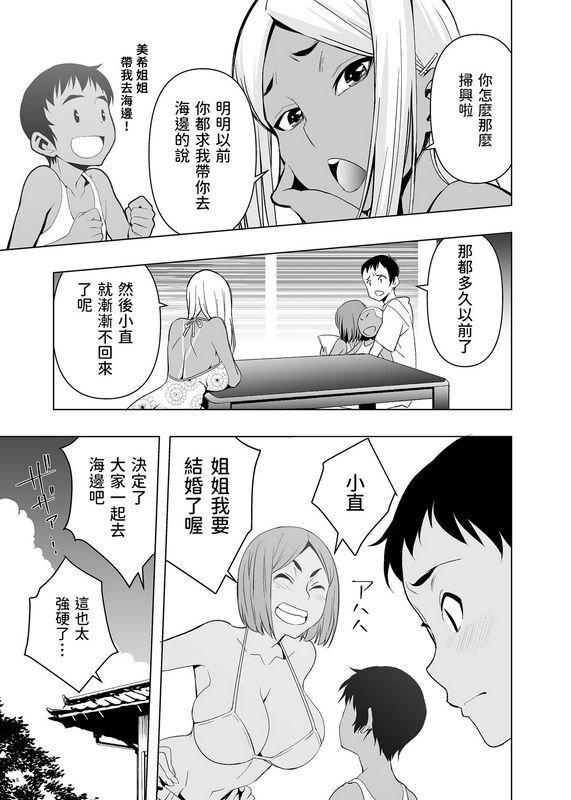 你怎麼那麼
掃興啦
明明以前
你都求我帶你去
海邊的說
美希姐姐
帶我去海邊！
那都多久以前了
然後小直
就漸漸不回來
了呢
小直
姐姐我要
結婚了喔
アハハ
決定了
大家一起去
海邊吧
這也太
強硬了…
ザザァ…!